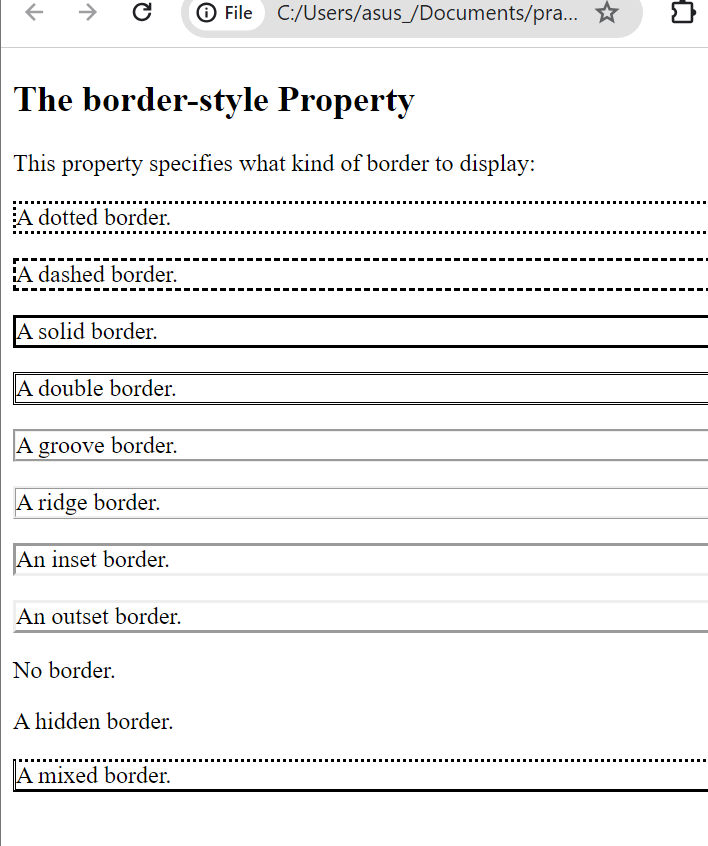 File C:/Users/asus_/Documents/pra...
The border-style Property
This property specifies what kind of border to display:
A dotted border.
A dashed border.
A solid border.
A double border.
A groove border.
A ridge border.
An inset border.
An outset border.
No border.
A hidden border.
A mixed border.